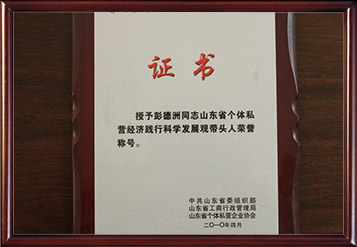 证书
授予彭德洲同志山东省个体私
营经济践行科学发展观带头人荣誉
称号。
中共山东省委组织部
山东省工商行政管理局
山东省个体私营企业协会
二〇一〇年四月